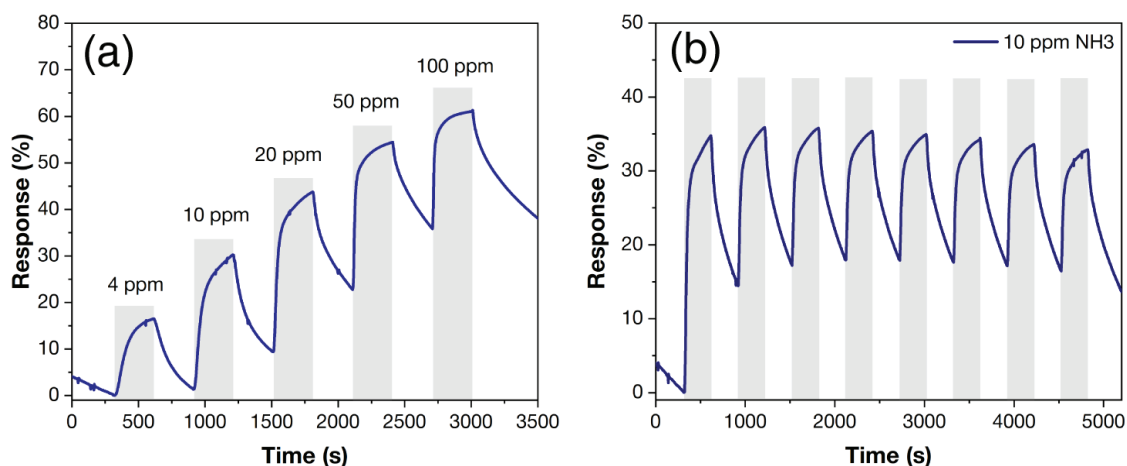 (a)
80
70
60
50
40
30
20
10
0
Response (%)
4 ppm
10 ppm
20 ppm
50 ppm
100 ppm
0 500 1000 1500 2000 2500 3000 3500
Time (s)
(b)
10 ppm NH3
50
40
30
20
10
0
Response (%)
0 1000 2000 3000 4000 5000
Time (s)